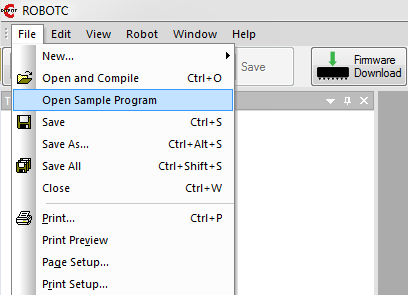 ROBOTC
File Edit View Robot Window Help
New...
Save
Firmware
Download
Open and Compile Ctrl+O
Open Sample Program
T
Save Ctrl+S
Save As... Ctrl+Alt+S
Save All Ctrl+Shift+S
Close Ctrl+W
Print... Ctrl+P
Print Preview
Page Setup...
Print Setup...